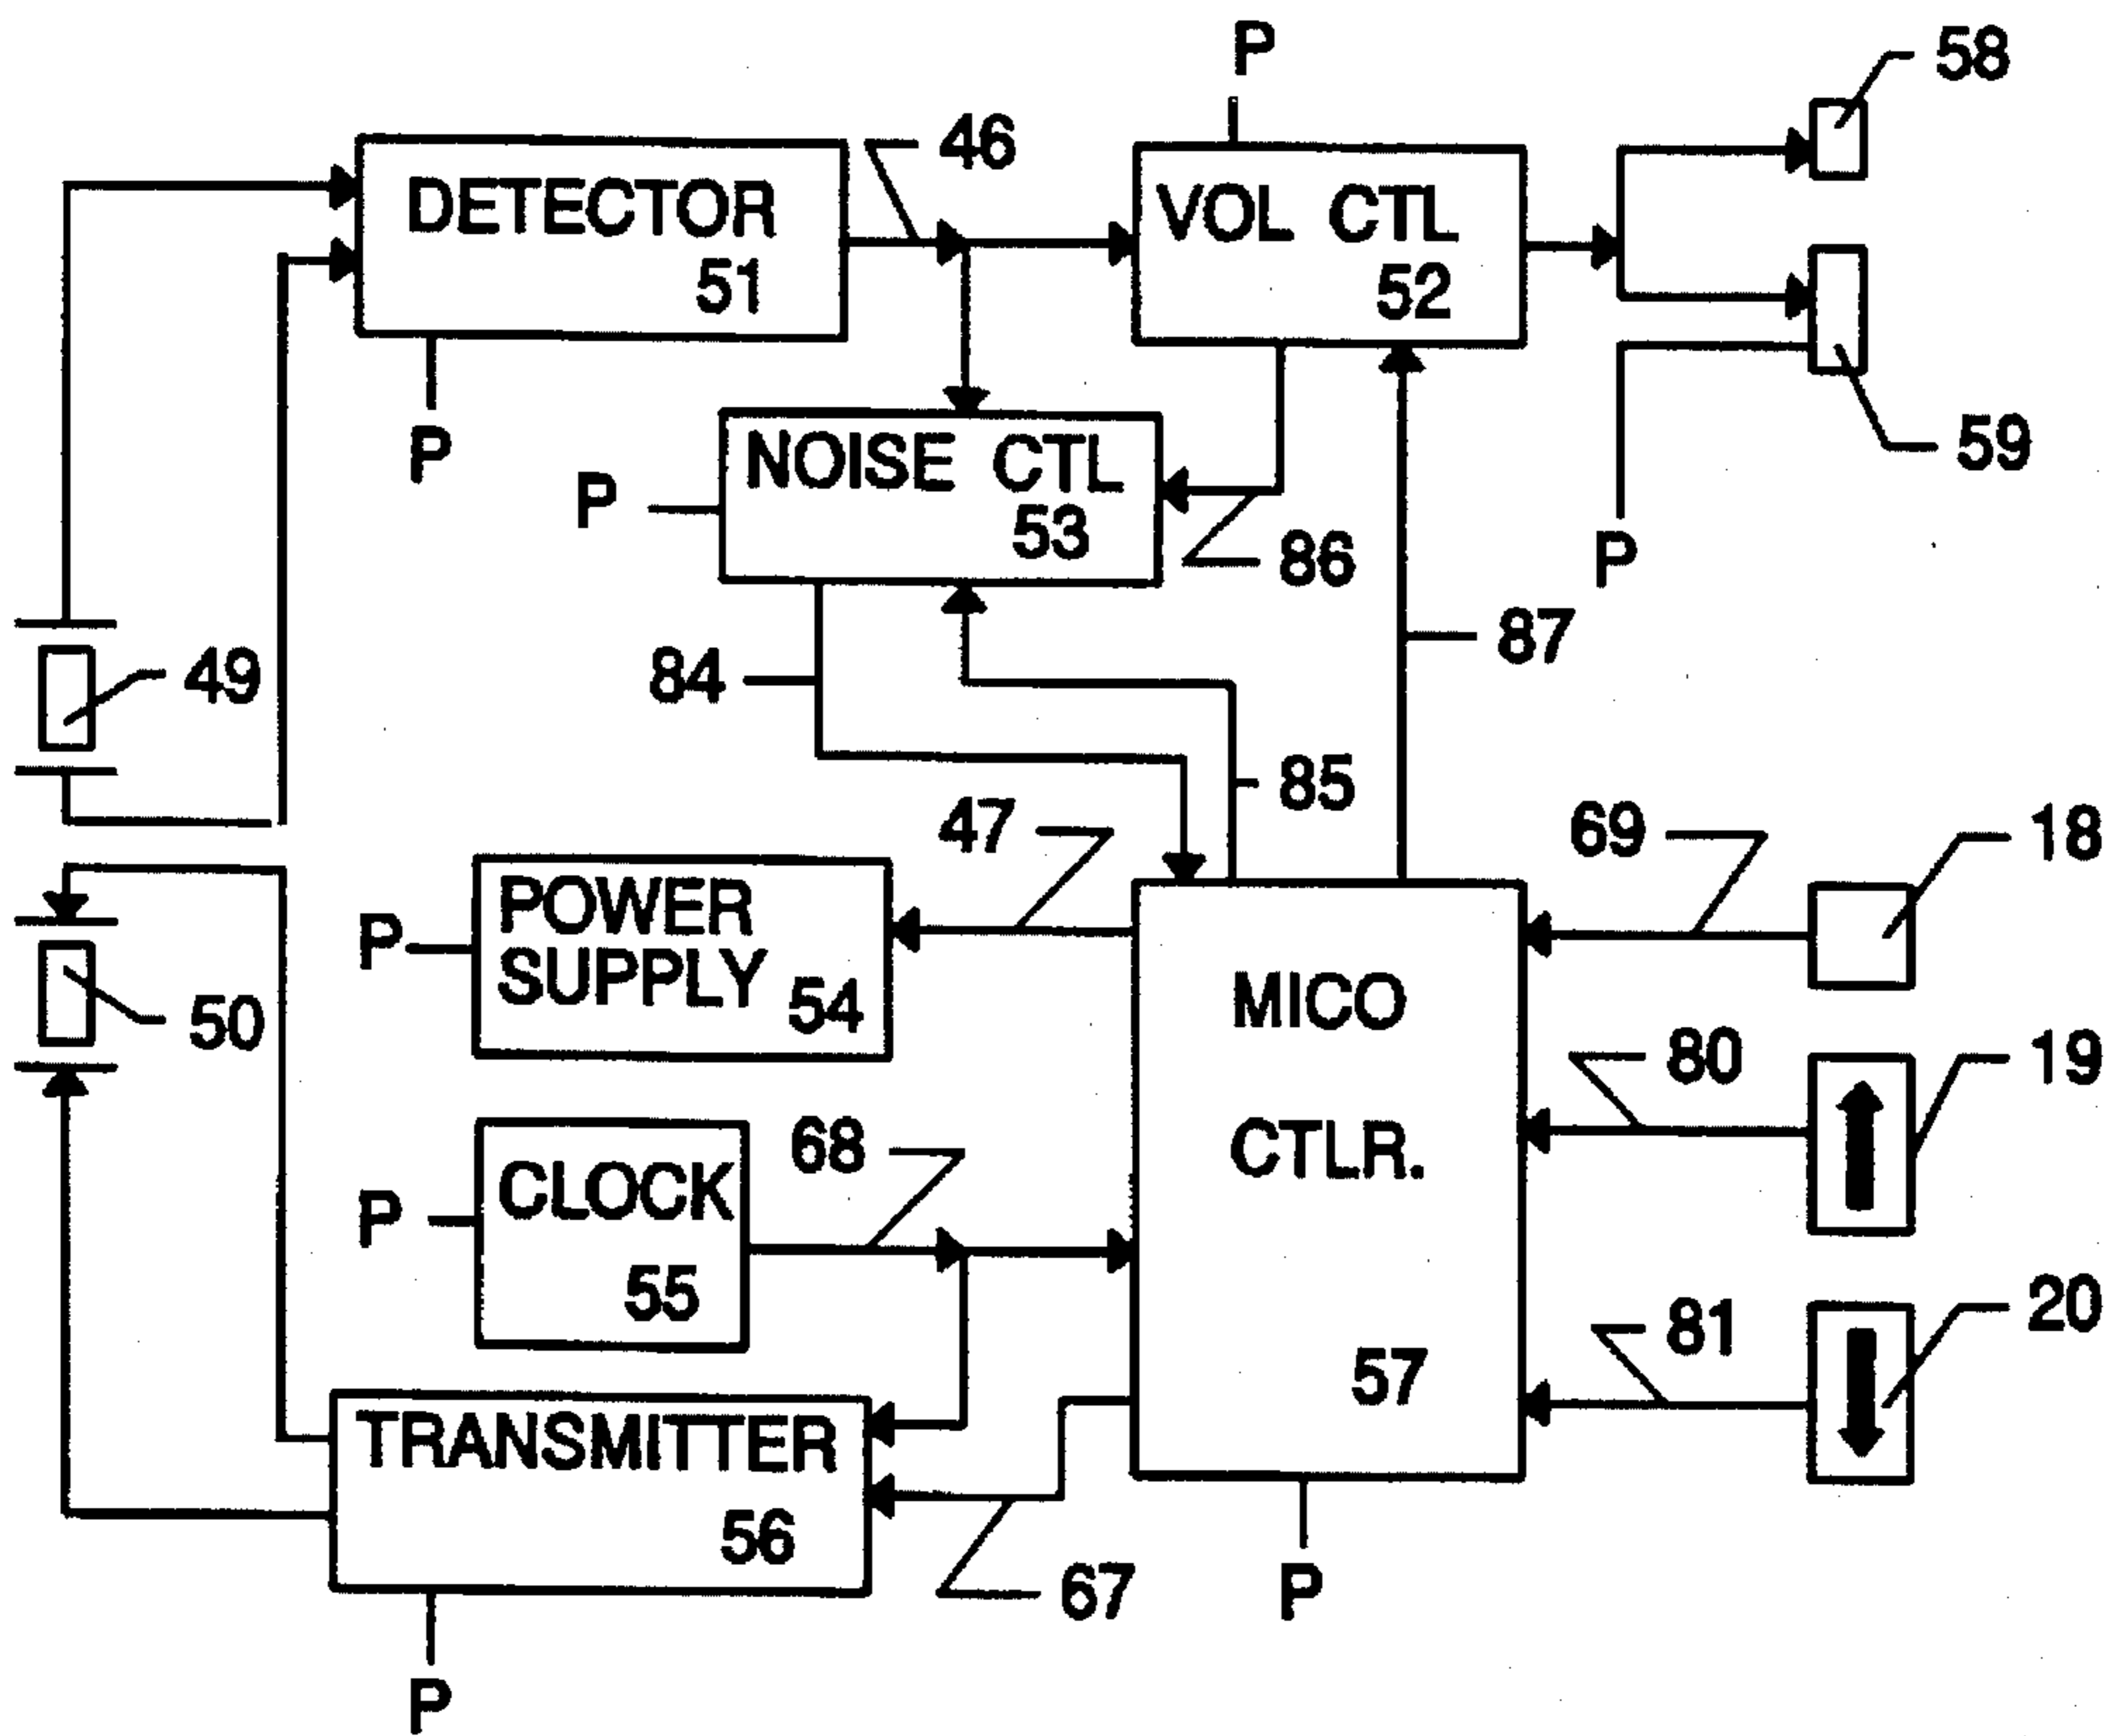 P
58
46
DETECTOR
51
VOL CTL
52
P
NOISE CTL
53
P
86
59
P
49
84
87
85
47
69
18
POWER
SUPPLY
54
P
50
MICO
CTLR.
57
80
19
68
CLOCK
55
P
81
20
TRANSMITTER
56
67
P
P